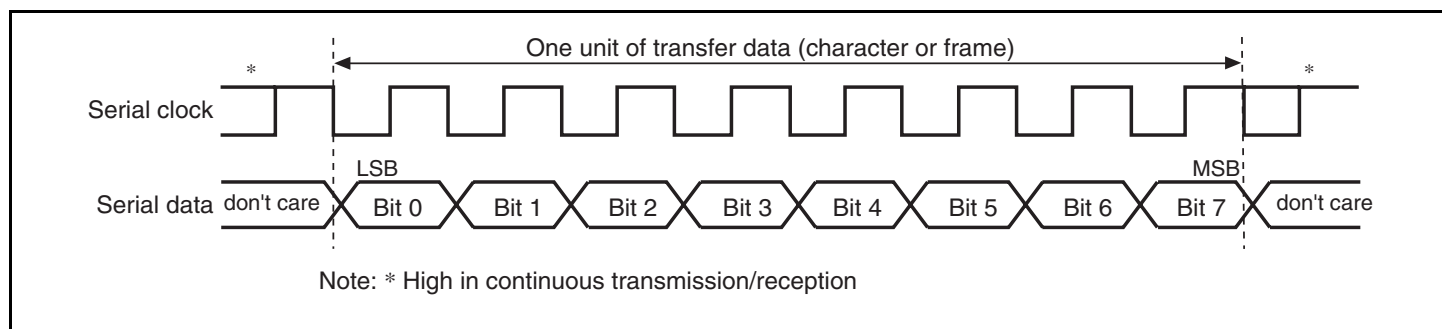 One unit of transfer data (character or frame)
* *
Serial clock
LSB MSB
Serial data don't care Bit 0 Bit 1 Bit 2 Bit 3 Bit 4 Bit 5 Bit 6 Bit 7 don't care
Note: * High in continuous transmission/reception